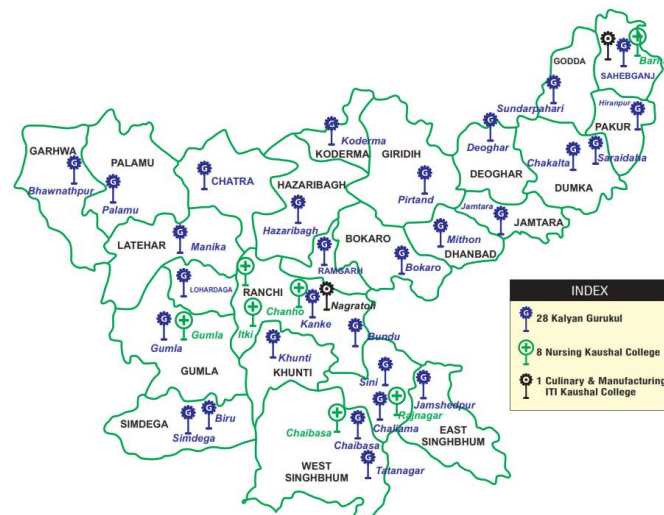 GODDA
SAHEBGANJ
Sundarpahari
Hiranpur
PAKUR
Koderma
KODERMA
GIRIDIH
Deoghar
DEOGHAR
Chakalta
Saraidaha
DUMKA
GARHWA
Bhawnathpur
PALAMU
Palamu
CHATRA
HAZARIBAGH
Hazaribagh
Pirtand
Jamtara
JAMTARA
LATEHAR
Manika
BOKARO
Mithon
DHANBAD
RAMGARH
Bokaro
LOHARDAGA
RANCHI
Chanho
Nagratoli
Itki
Kanke
Gumla
Gumla
GUMLA
Khunti
KHUNTI
Bundu
Sini
Jamshedpur
SIMDEGA
Simdega
Biru
Chaibasa
Chaibasa
Chaliama
Rajnagar
EAST
SINGHBHUM
WEST
SINGHBHUM
Tatanagar
INDEX
G 28 Kalyan Gurukul
8 Nursing Kaushal College
1 Culinary & Manufacturing
ITI Kaushal College